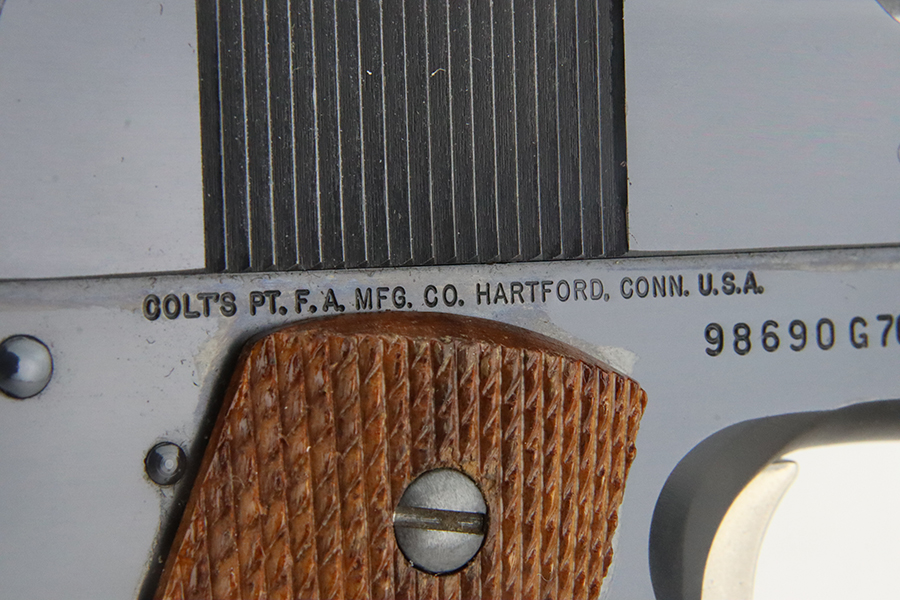 COLT'S PT. F. A. MFG. CO. HARTFORD, CONN. U.S.A.
98690 G7